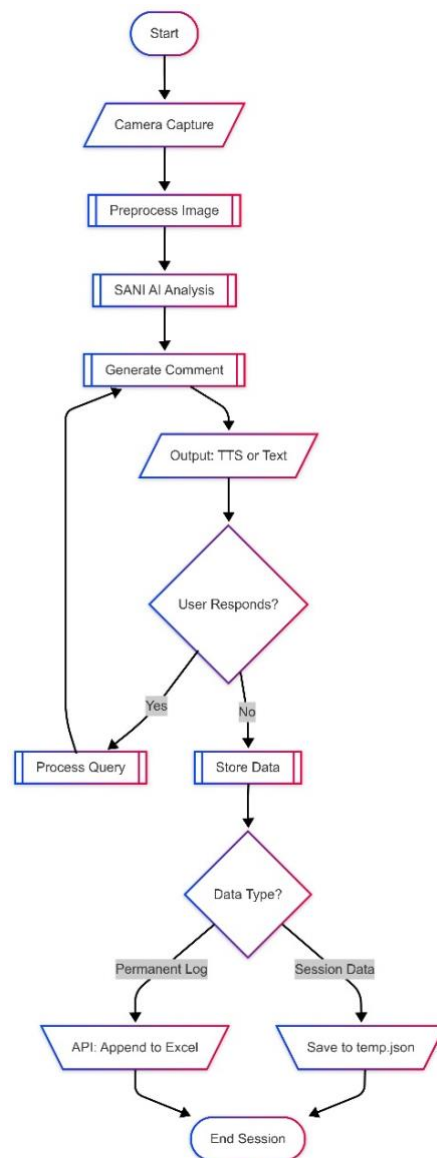 Start
Camera Capture
Preprocess Image
SANI AI Analysis
Generate Comment
Output: TTS or Text
User Responds?
Yes
No
Process Query
Store Data
Data Type?
Permanent Log
Session Data
API: Append to Excel
Save to temp.json
End Session